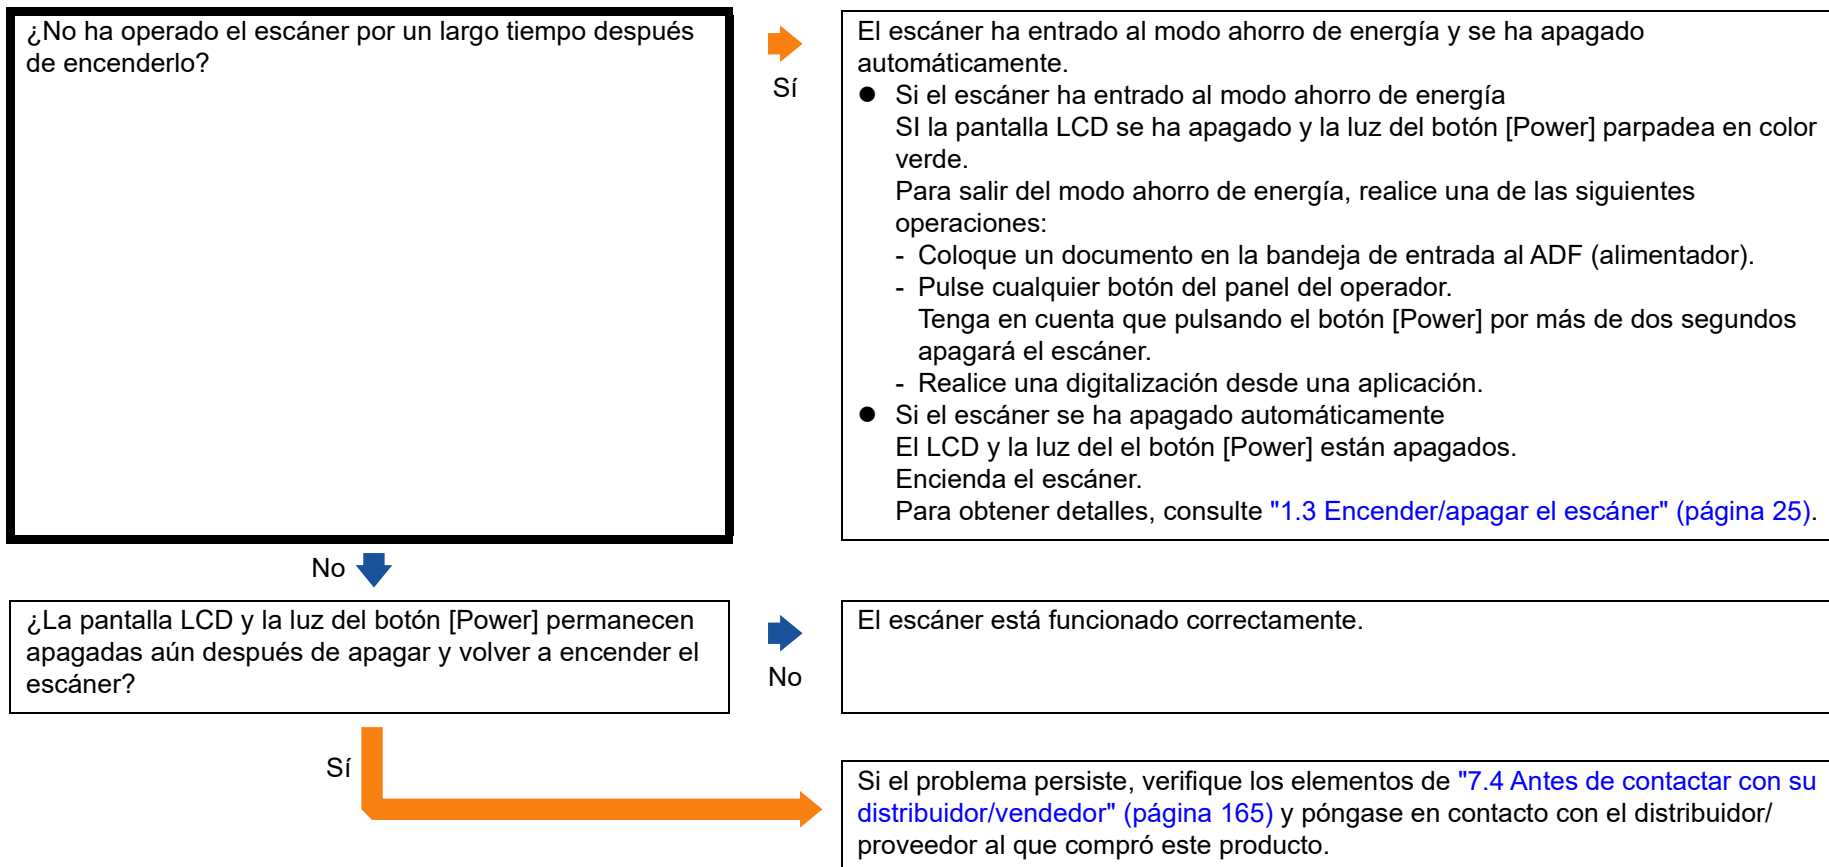 ¿No ha operado el escáner por un largo tiempo después
de encenderlo?
Sí
El escáner ha entrado al modo ahorro de energía y se ha apagado
automáticamente.
● Si el escáner ha entrado al modo ahorro de energía
SI la pantalla LCD se ha apagado y la luz del botón [Power] parpadea en color
verde.
Para salir del modo ahorro de energía, realice una de las siguientes
operaciones:
- Coloque un documento en la bandeja de entrada al ADF (alimentador).
- Pulse cualquier botón del panel del operador.
Tenga en cuenta que pulsando el botón [Power] por más de dos segundos
apagará el escáner.
- Realice una digitalización desde una aplicación.
● Si el escáner se ha apagado automáticamente
El LCD y la luz del el botón [Power] están apagados.
Encienda el escáner.
Para obtener detalles, consulte "1.3 Encender/apagar el escáner" (página 25).
No
¿La pantalla LCD y la luz del botón [Power] permanecen
apagadas aún después de apagar y volver a encender el
escáner?
No
El escáner está funcionado correctamente.
Sí
Si el problema persiste, verifique los elementos de "7.4 Antes de contactar con su
distribuidor/vendedor" (página 165) y póngase en contacto con el distribuidor/
proveedor al que compró este producto.